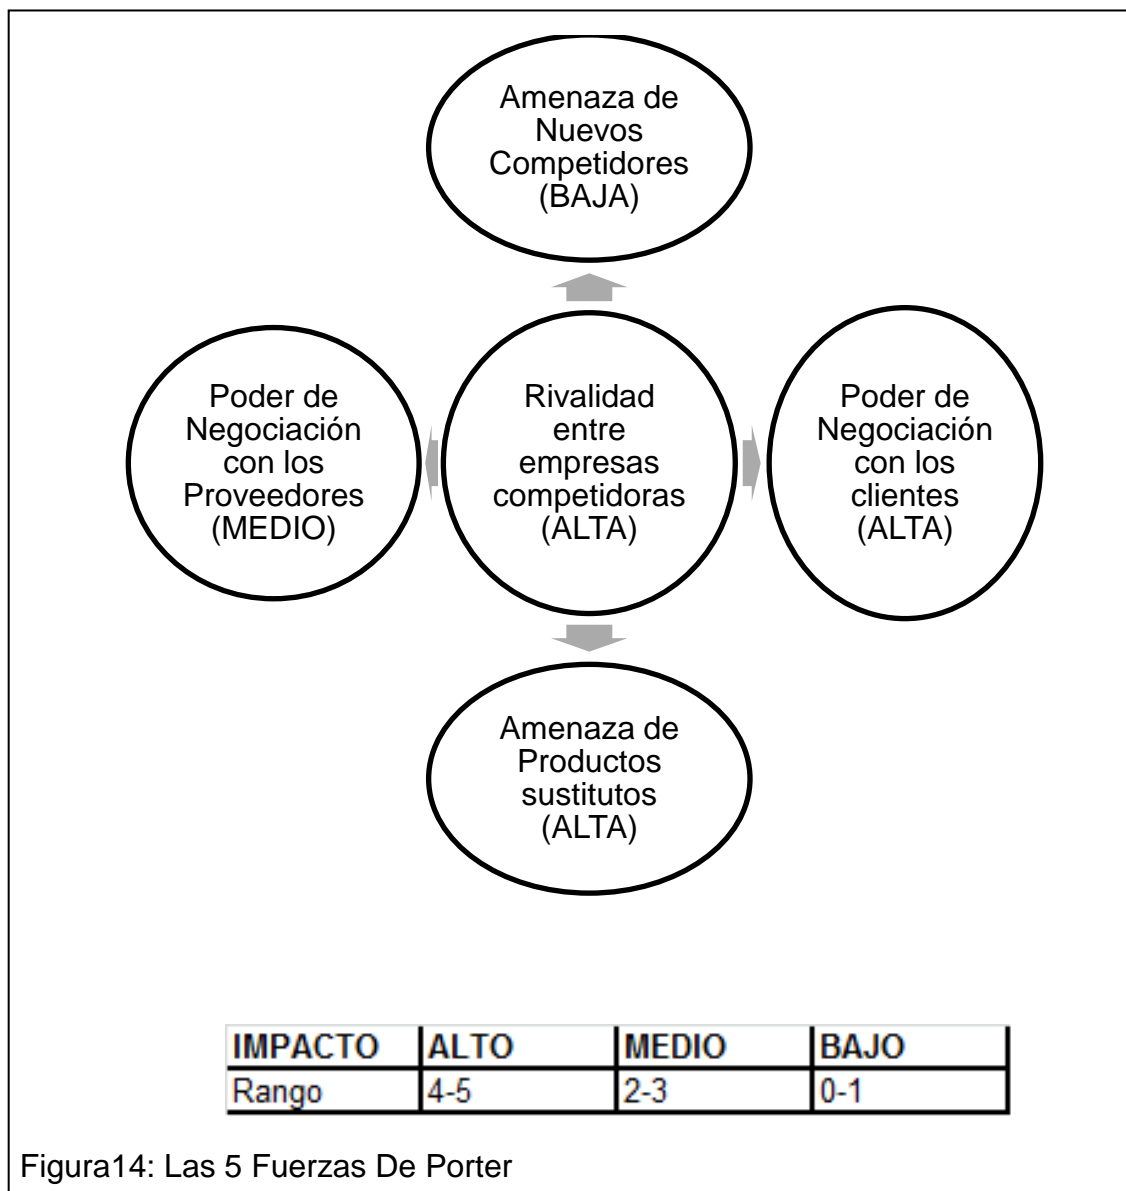 Amenaza de
Nuevos
Competidores
(BAJA)
Poder de
Negociación
con los
Proveedores
(MEDIO)
Rivalidad
entre
empresas
competidoras
(ALTA)
Poder de
Negociación
con los
clientes
(ALTA)
Amenaza de
Productos
sustitutos
(ALTA)
IMPACTO ALTO MEDIO BAJO
Rango 4-5 2-3 0-1
Figura14: Las 5 Fuerzas De Porter